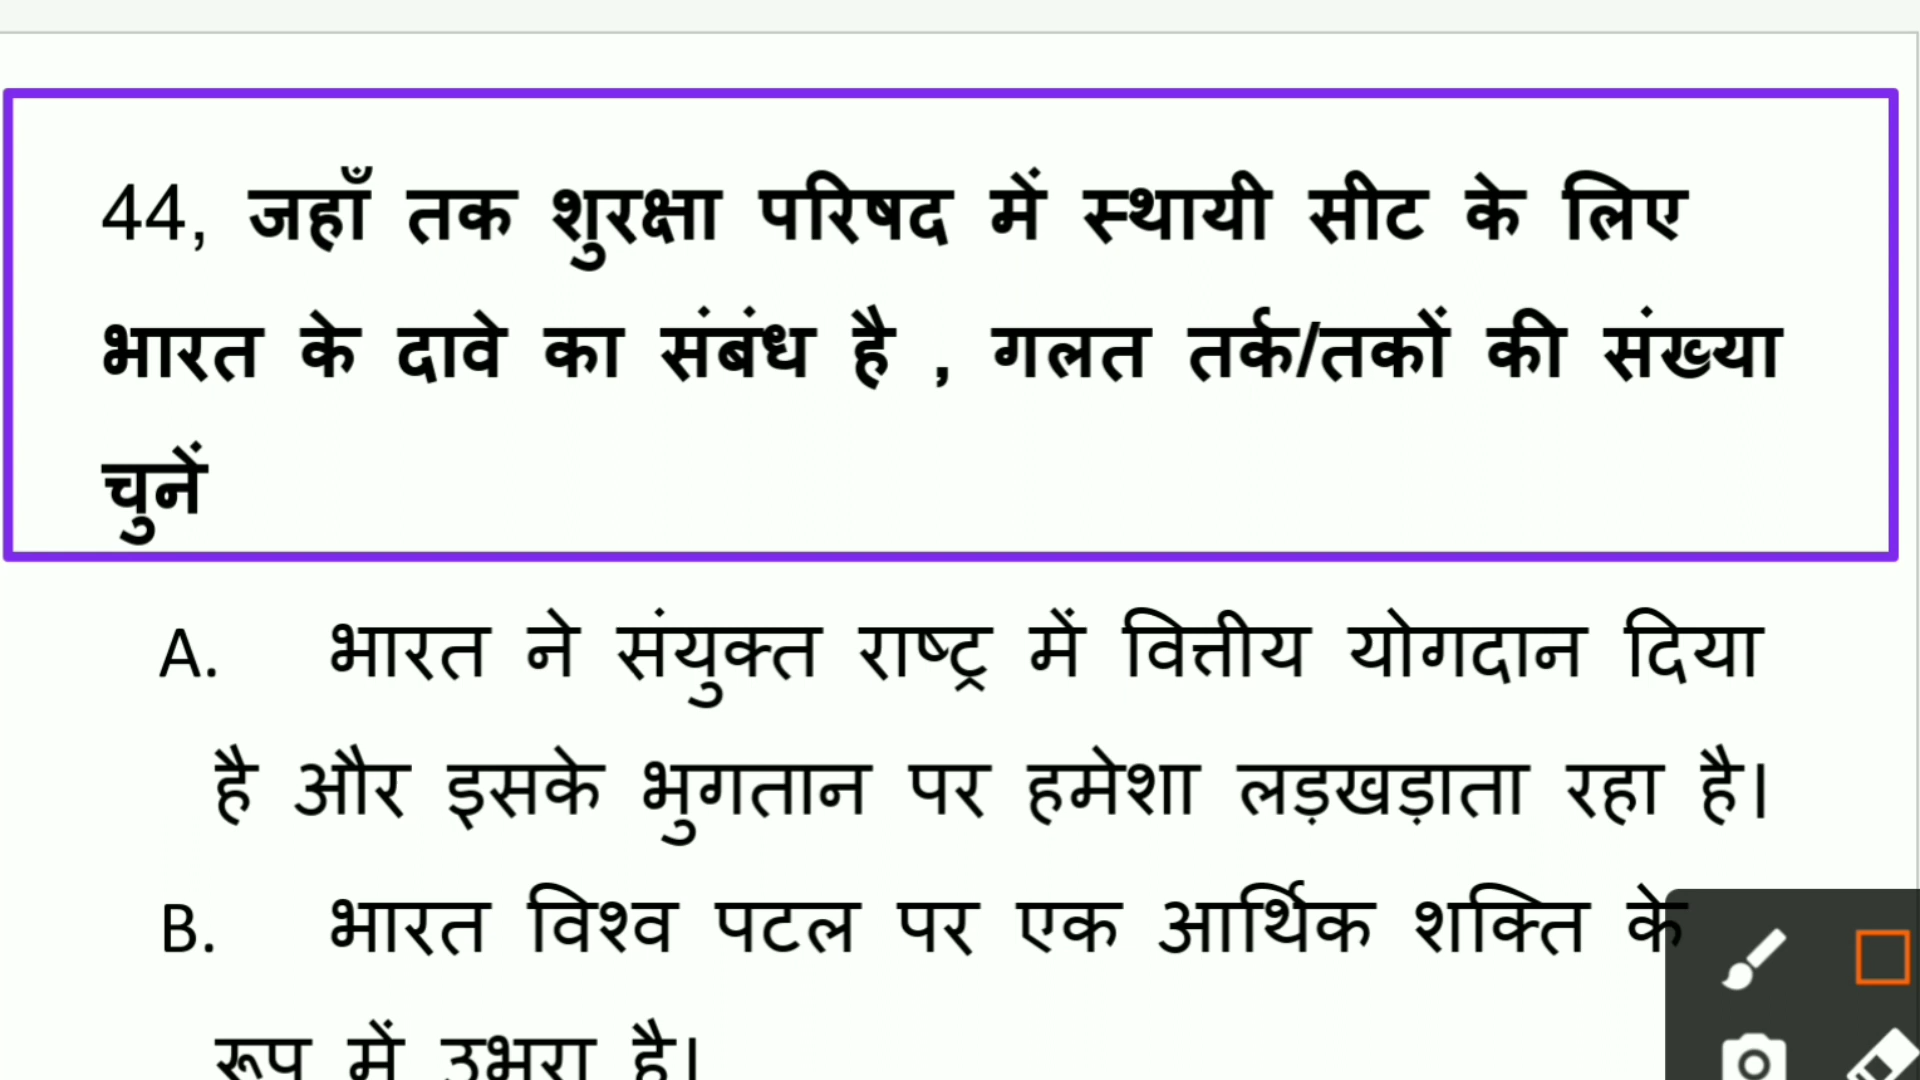 44, जहाँ तक शुरक्षा परिषद में स्थायी सीट के लिए
भारत के दावे का संबंध है , गलत तर्क/तर्कों की संख्या
चुनें
A. भारत ने संयुक्त राष्ट्र में वित्तीय योगदान दिया
है और इसके भुगतान पर हमेशा लड़खड़ाता रहा है।
B. भारत विश्व पटल पर एक आर्थिक शक्ति के
रूप में उभरा है।